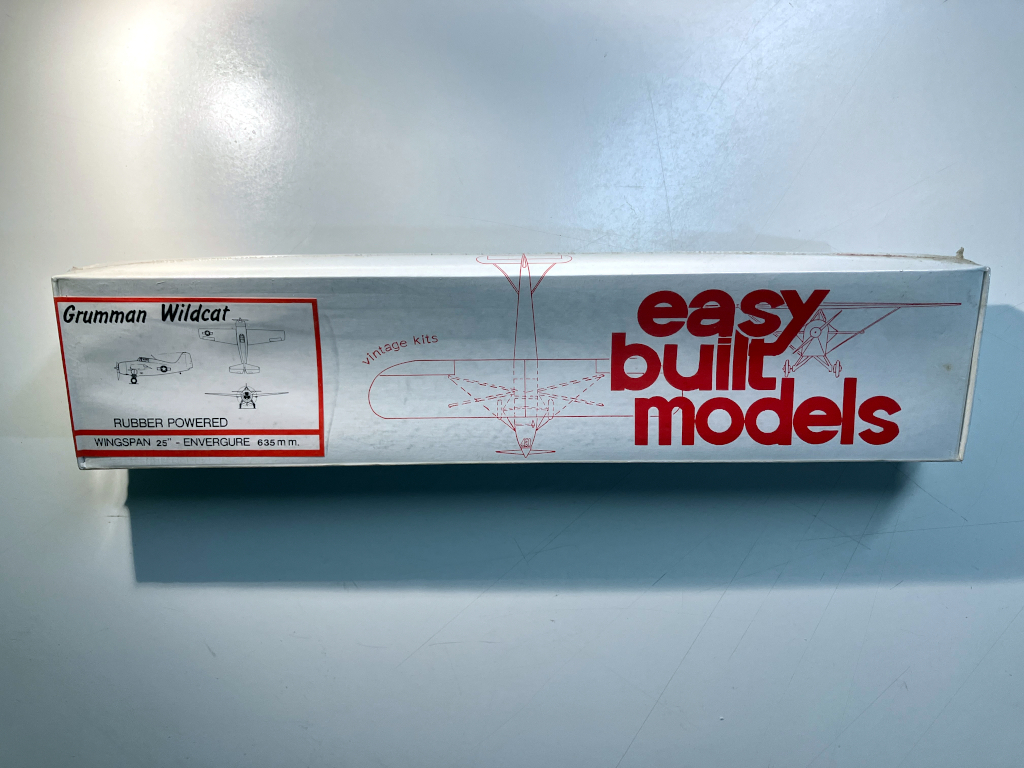 Grumman Wildcat
RUBBER POWERED
WINGSPAN 25" - ENVERGURE 635 m m.
vintage kits
easy
built
models